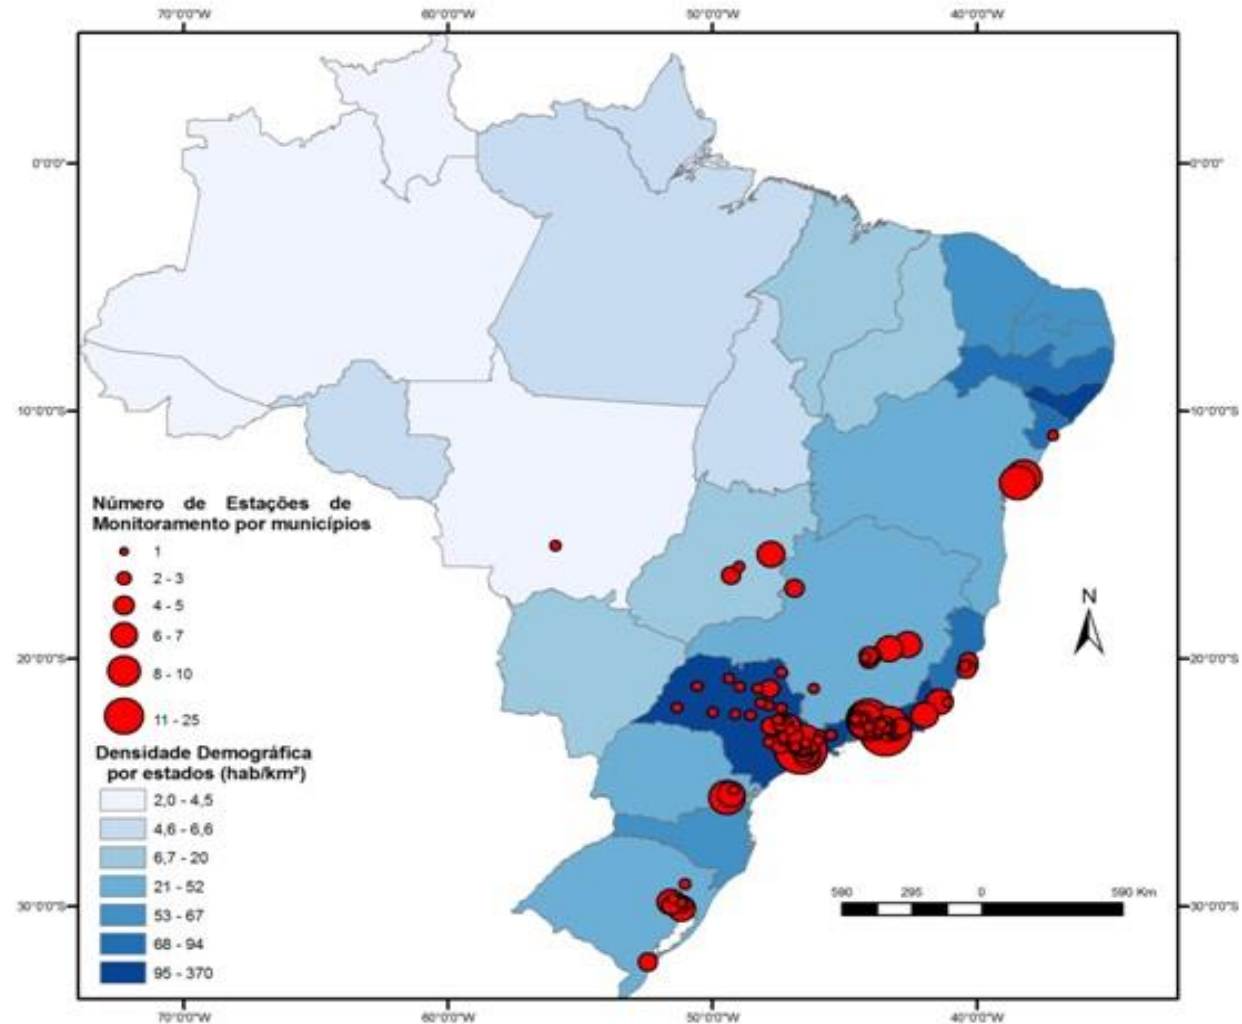 70°0'0"W 60°0'0"W 50°0'0"W 40°0'0"W
0°0'0" 0°0'0"
10°0'0"S 10°0'0"S
Número de Estações de
Monitoramento por municípios
1
2 - 3
4 - 5
6 - 7
8 - 10
11 - 25
N
20°0'0"S 20°0'0"S
Densidade Demográfica
por estados (hab/km²)
2,0 - 4,5
4,6 - 6,6
6,7 - 20
21 - 52
53 - 67
68 - 94
95 - 370
590 295 0 590 Km
30°0'0"S 30°0'0"S
70°0'0"W 60°0'0"W 50°0'0"W 40°0'0"W